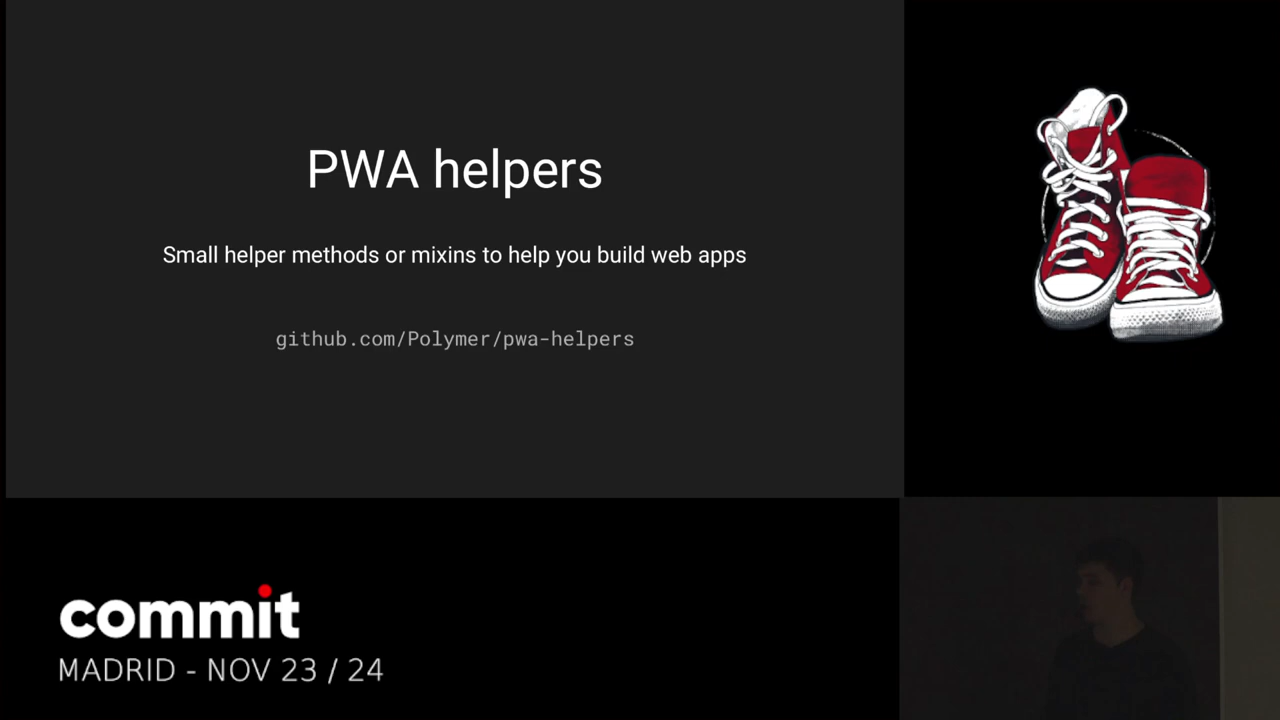 PWA helpers
Small helper methods or mixins to help you build web apps
github.com/Polymer/pwa-helpers
commit
MADRID - NOV 23 / 24